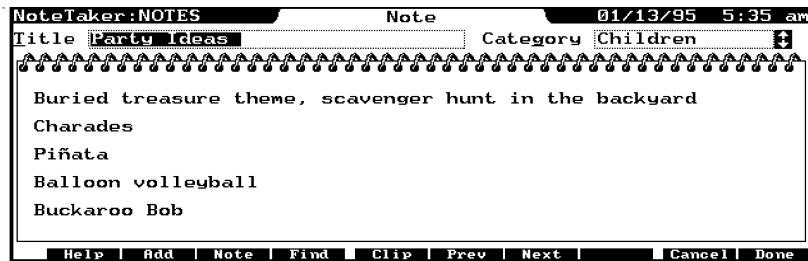 NoteTaker:NOTES Note 01/13/95 5:35 am
Title Party Ideas Category Children
Buried treasure theme, scavenger hunt in the backyard
Charades
Piñata
Balloon volleyball
Buckaroo Bob
Help Add Note Find Clip Prev Next Cancel Done